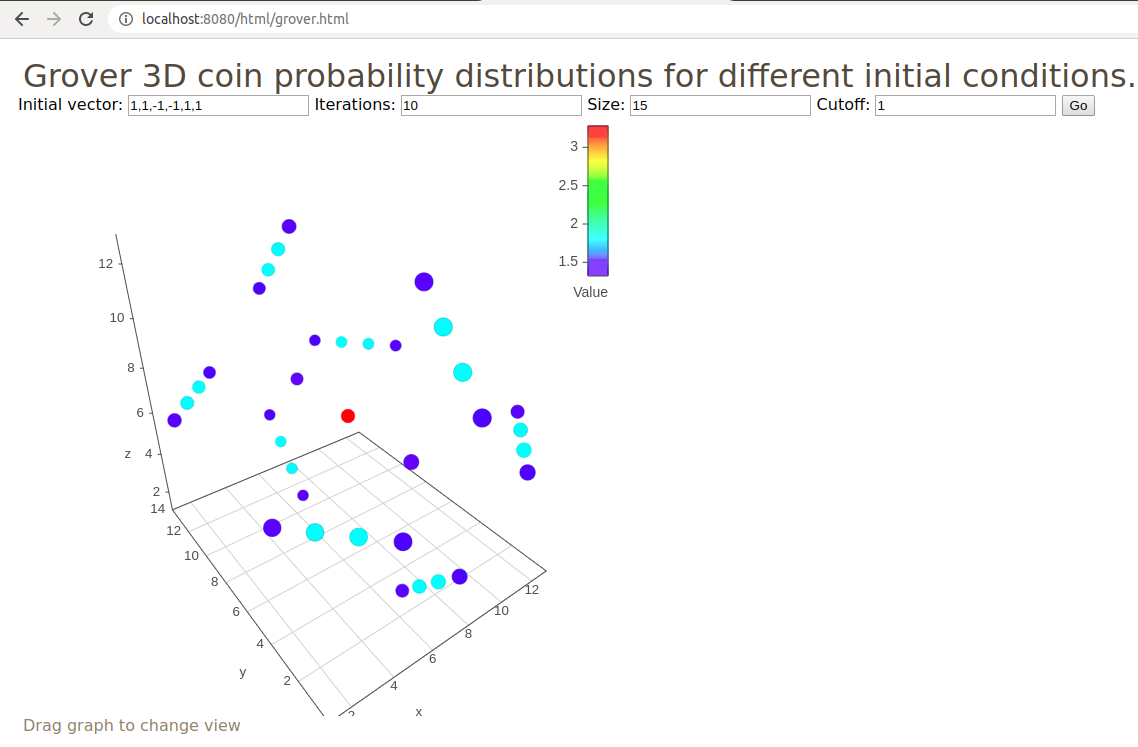 localhost:8080/html/grover.html
Grover 3D coin probability distributions for different initial conditions.
Initial vector: 1,1,-1,-1,1,1 Iterations: 10 Size: 15 Cutoff: 1 Go
3
2.5
2
1.5
Value
12
10
8
6
z 4
2
14
12
10
8
6
4
2
y
12
10
8
6
4
2
x
Drag graph to change view